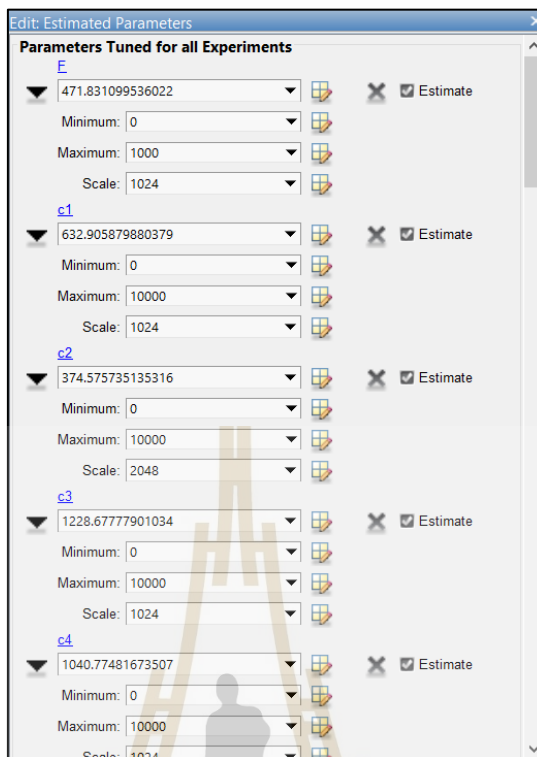 Edit: Estimated Parameters
Parameters Tuned for all Experiments
F
471.831099536022 Estimate
Minimum: 0
Maximum: 1000
Scale: 1024
c1
632.905879880379 Estimate
Minimum: 0
Maximum: 10000
Scale: 1024
c2
374.575735135316 Estimate
Minimum: 0
Maximum: 10000
Scale: 2048
c3
1228.67777901034 Estimate
Minimum: 0
Maximum: 10000
Scale: 1024
c4
1040.77481673507 Estimate
Minimum: 0
Maximum: 10000
Scale: 1024